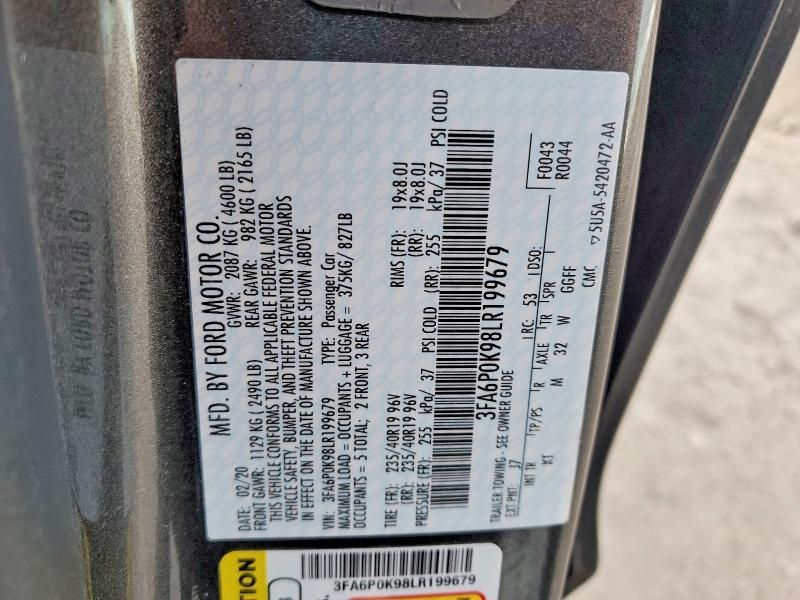 MFD. BY FORD MOTOR CO.
DATE: 02/20 GVWR: 2087 KG ( 4600 LB)
FRONT GAWR: 1129 KG ( 2490 LB) REAR GAWR: 982 KG ( 2165 LB)
THIS VEHICLE CONFORMS TO ALL APPLICABLE FEDERAL MOTOR
VEHICLE SAFETY, BUMPER, AND THEFT PREVENTION STANDARDS
IN EFFECT ON THE DATE OF MANUFACTURE SHOWN ABOVE.
VIN: 3FA6P0K98LR199679 TYPE: Passenger Car
MAXIMUM LOAD = OCCUPANTS + LUGGAGE = 375KG/ 827LB
OCCUPANTS = 5 TOTAL; 2 FRONT, 3 REAR
TIRE (FR): 235/40R19 96V RIMS (FR): 19x8.0J
(RR): 235/40R19 96V (RR): 19x8.0J
PRESSURE (FR): 255 kPa/ 37 PSI COLD (RR): 255 kPa/ 37 PSI COLD
3FA6P0K98LR199679
TRAILER TOWING - SEE OWNER GUIDE
F0043
R0044
EXT PNT: J7 RC: 53 DSO:
INT TR TP/PS R AXLE TR SPR
KT M 32 W GGFF
CMC 5U5A-5420472-AA
3FA6P0K98LR199679